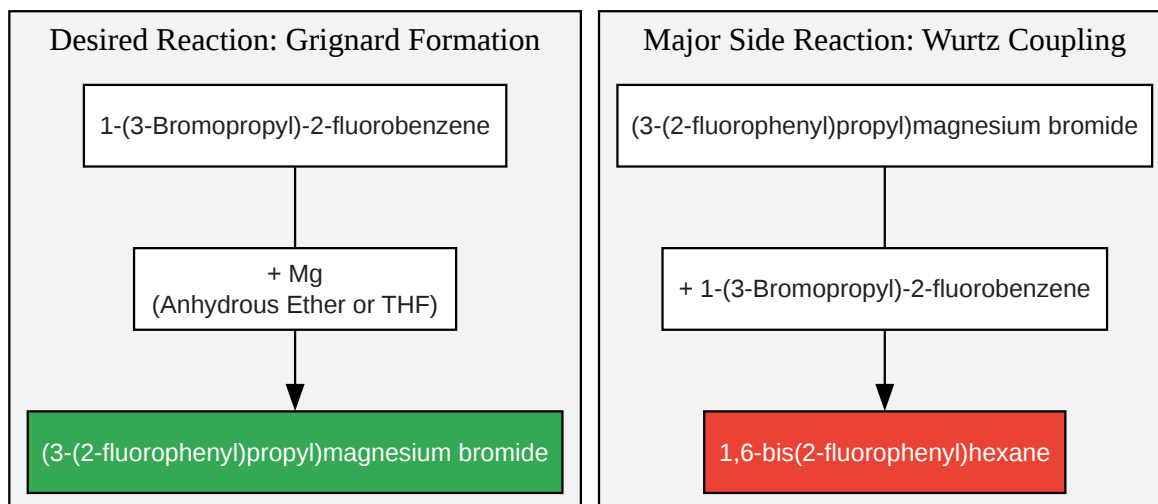 Desired Reaction: Grignard Formation
1-(3-Bromopropyl)-2-fluorobenzene
+ Mg
(Anhydrous Ether or THF)
(3-(2-fluorophenyl)propyl)magnesium bromide
Major Side Reaction: Wurtz Coupling
(3-(2-fluorophenyl)propyl)magnesium bromide
+ 1-(3-Bromopropyl)-2-fluorobenzene
1,6-bis(2-fluorophenyl)hexane